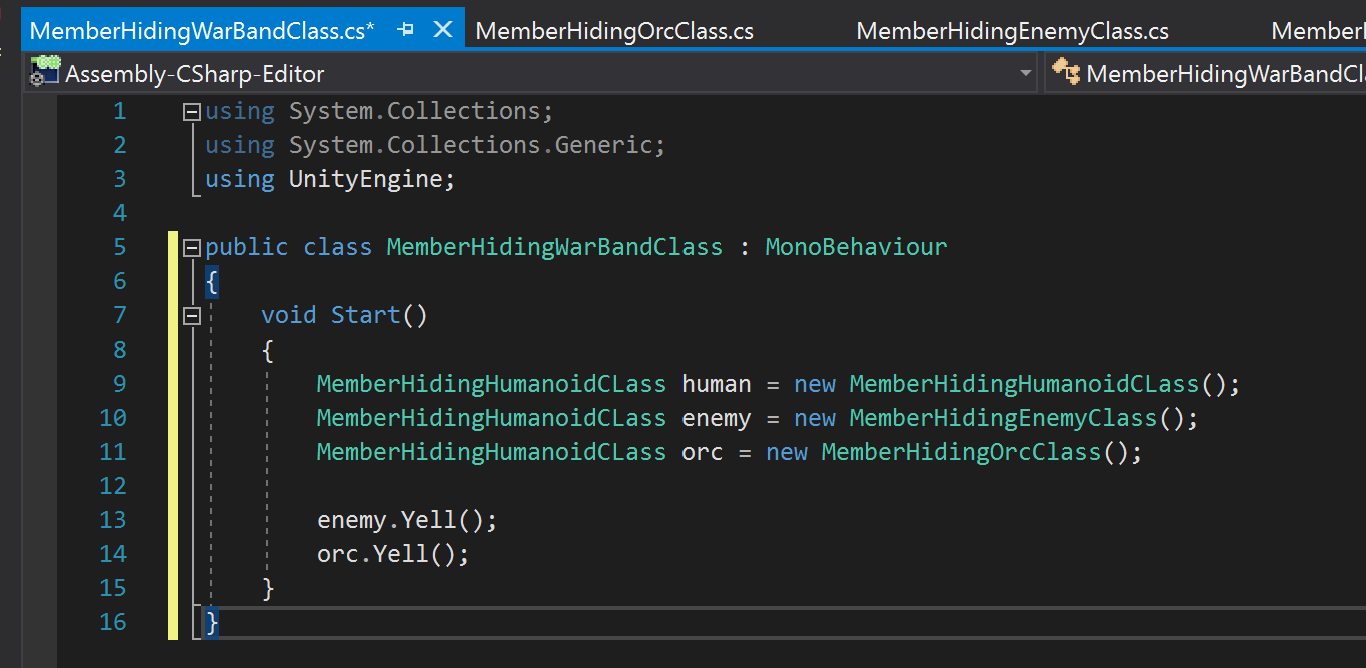 MemberHidingWarBandClass.cs* MemberHidingOrcClass.cs MemberHidingEnemyClass.cs
Assembly-CSharp-Editor
1 using System.Collections;
2 using System.Collections.Generic;
3 using UnityEngine;
4
5 public class MemberHidingWarBandClass : MonoBehaviour
6 {
7 void Start()
8 {
9 MemberHidingHumanoidCLass human = new MemberHidingHumanoidCLass();
10 MemberHidingHumanoidCLass enemy = new MemberHidingEnemyClass();
11 MemberHidingHumanoidCLass orc = new MemberHidingOrcClass();
12
13 enemy.Yell();
14 orc.Yell();
15 }
16 }